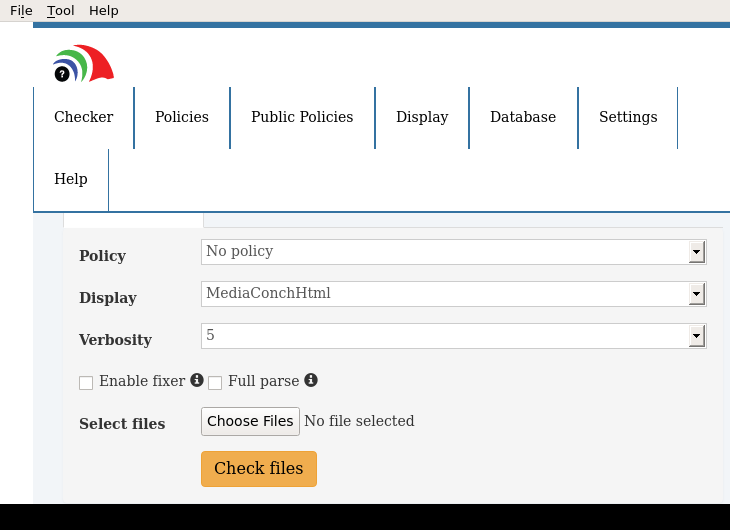 File Tool Help
?
Checker Policies Public Policies Display Database Settings
Help
Policy No policy
Display MediaConchHtml
Verbosity 5
Enable fixer i Full parse i
Select files Choose Files No file selected
Check files